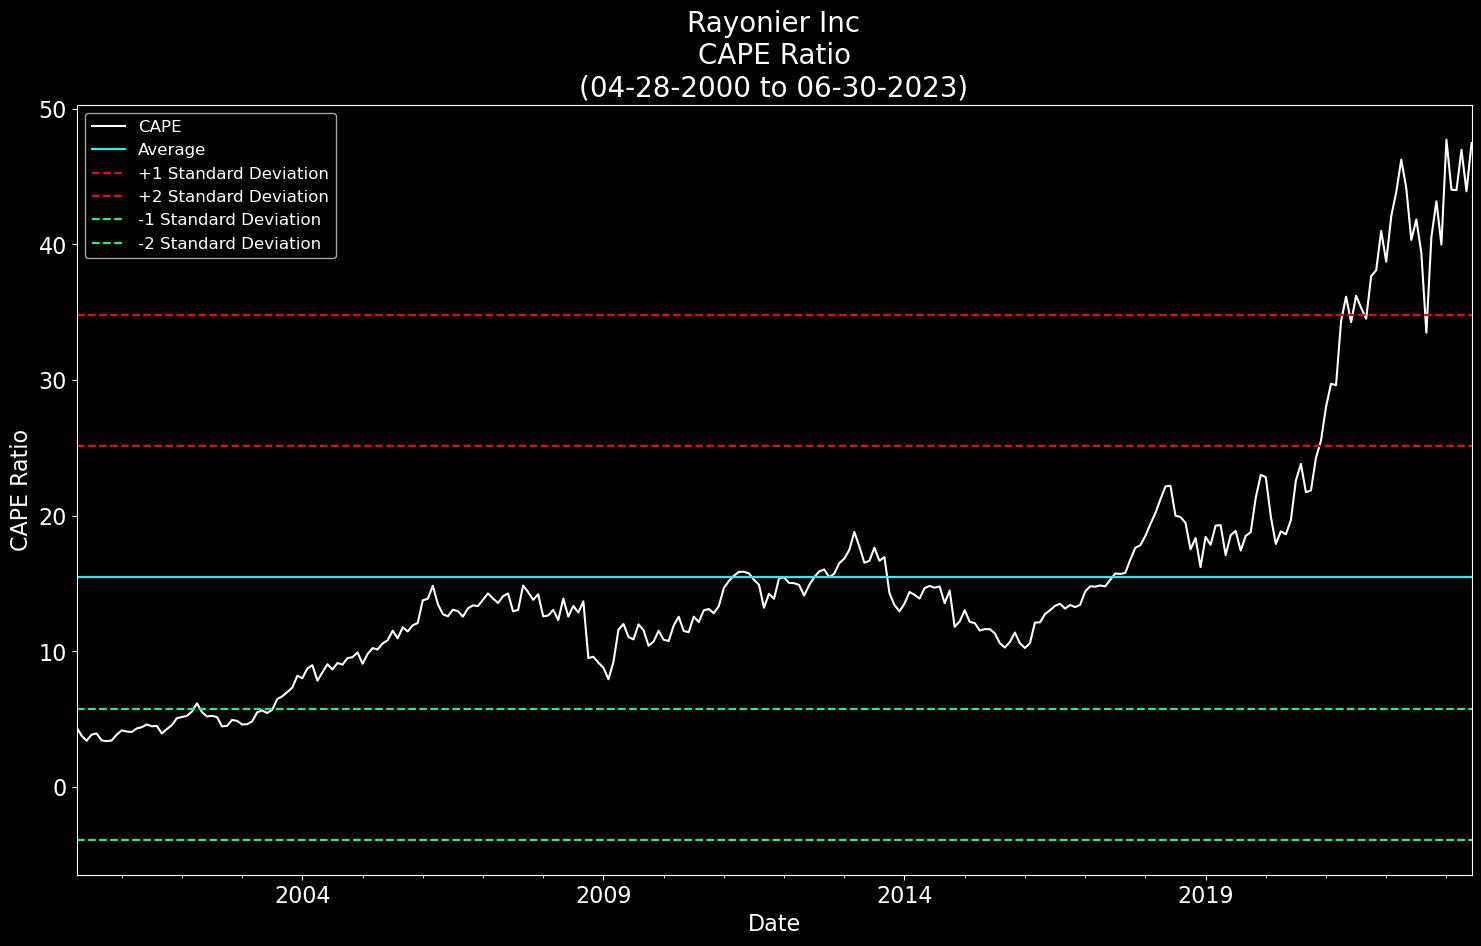 Rayonier Inc
CAPE Ratio
(04-28-2000 to 06-30-2023)
50
40
30
20
10
0
CAPE Ratio
CAPE
Average
+1 Standard Deviation
+2 Standard Deviation
-1 Standard Deviation
-2 Standard Deviation
2004
2009
2014
2019
Date